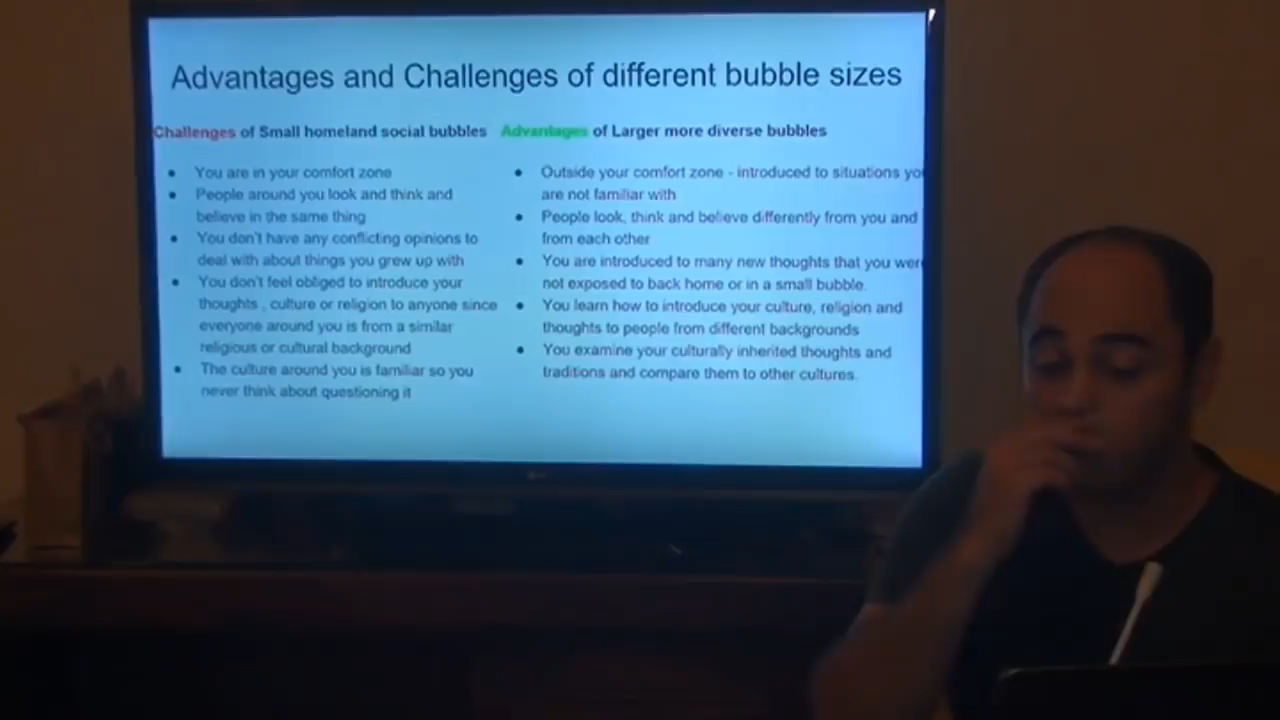 Advantages and Challenges of different bubble sizes
Challenges of Small homeland social bubbles
• You are in your comfort zone
• People around you look and think and
believe in the same thing
• You don't have any conflicting opinions to
deal with about things you grew up with
• You don't feel obliged to introduce your
thoughts , culture or religion to anyone since
everyone around you is from a similar
religious or cultural background
• The culture around you is familiar so you
never think about questioning it
Advantages of Larger more diverse bubbles
• Outside your comfort zone - introduced to situations yo
are not familiar with
• People look, think and believe differently from you and
from each other
• You are introduced to many new thoughts that you wer
not exposed to back home or in a small bubble.
• You learn how to introduce your culture, religion and
thoughts to people from different backgrounds
• You examine your culturally inherited thoughts and
traditions and compare them to other cultures.